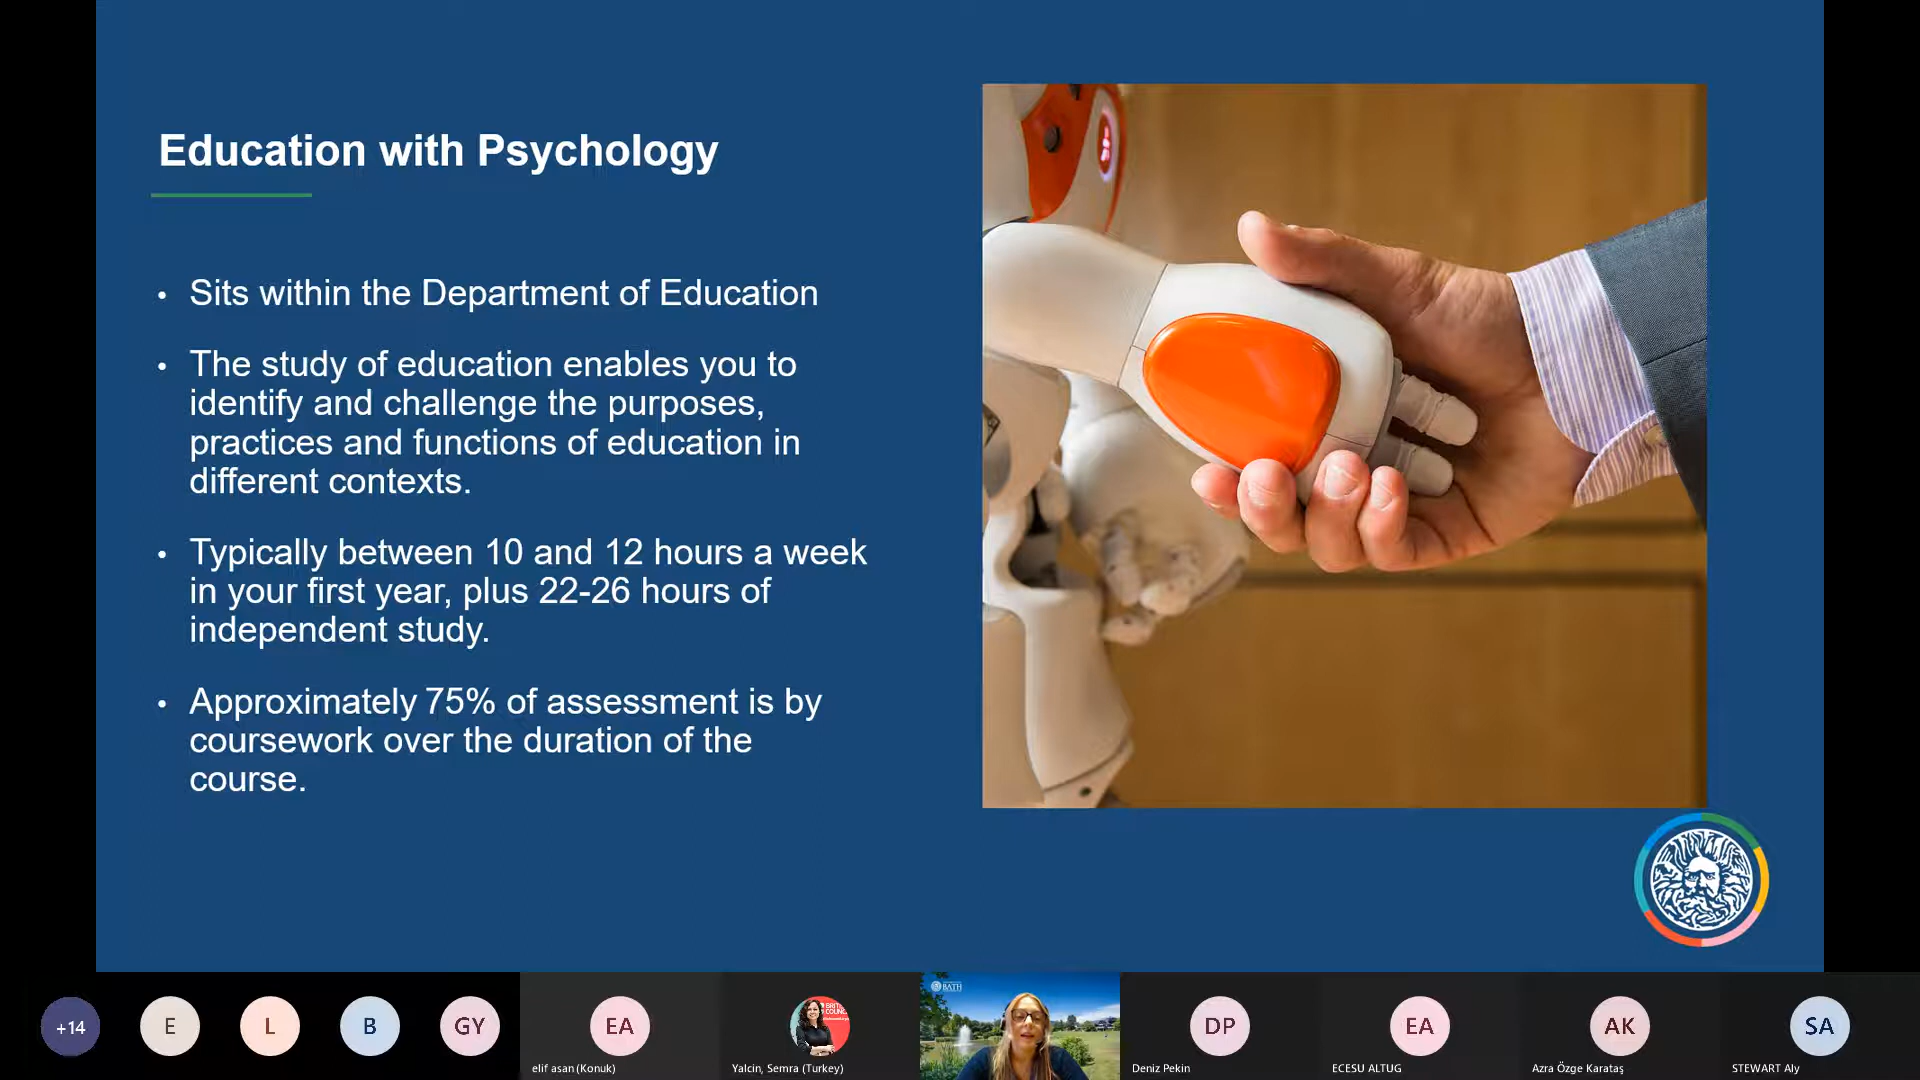 Education with Psychology
• Sits within the Department of Education
• The study of education enables you to
identify and challenge the purposes,
practices and functions of education in
different contexts.
• Typically between 10 and 12 hours a week
in your first year, plus 22-26 hours of
independent study.
• Approximately 75% of assessment is by
coursework over the duration of the
course.
+14
E
L
B
GY
EA
elif asan (Konuk)
Yalcin, Semra (Turkey)
BATH
DP
Deniz Pekin
EA
ECESU ALTUG
AK
Azra Özge Karataş
SA
STEWART Aly